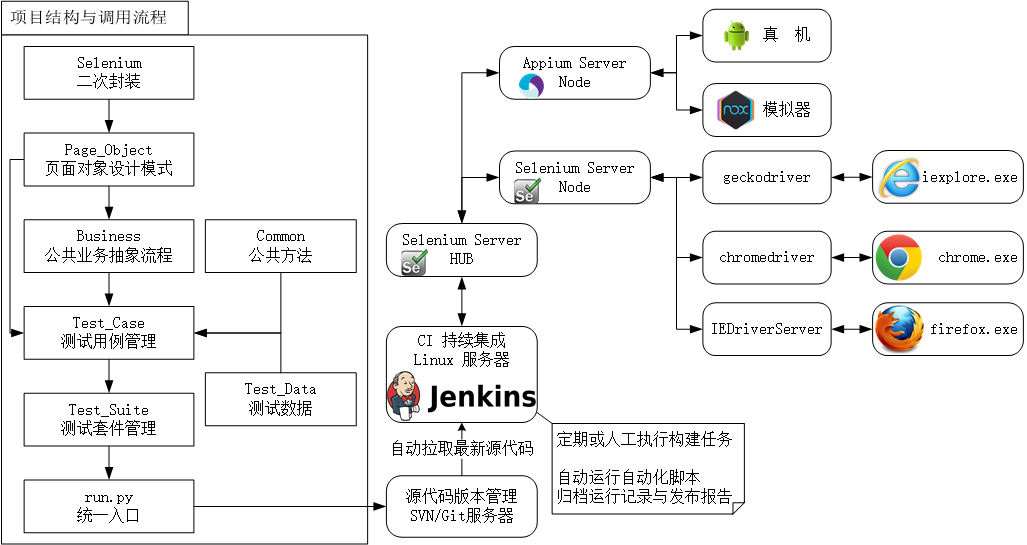 项目结构与调用流程
Selenium
二次封装
Page_Object
页面对象设计模式
Business
公共业务抽象流程
Common
公共方法
Test_Case
测试用例管理
Test_Data
测试数据
Test_Suite
测试套件管理
run.py
统一入口
Appium Server
Node
真 机
nox
模拟器
Selenium Server
Node
Se
geckodriver
iexplore.exe
Selenium Server
HUB
Se
chromedriver
chrome.exe
IEDriverServer
firefox.exe
CI 持续集成
Linux 服务器
Jenkins
自动拉取最新源代码
源代码版本管理
SVN/Git服务器
定期或人工执行构建任务
自动运行自动化脚本
归档运行记录与发布报告